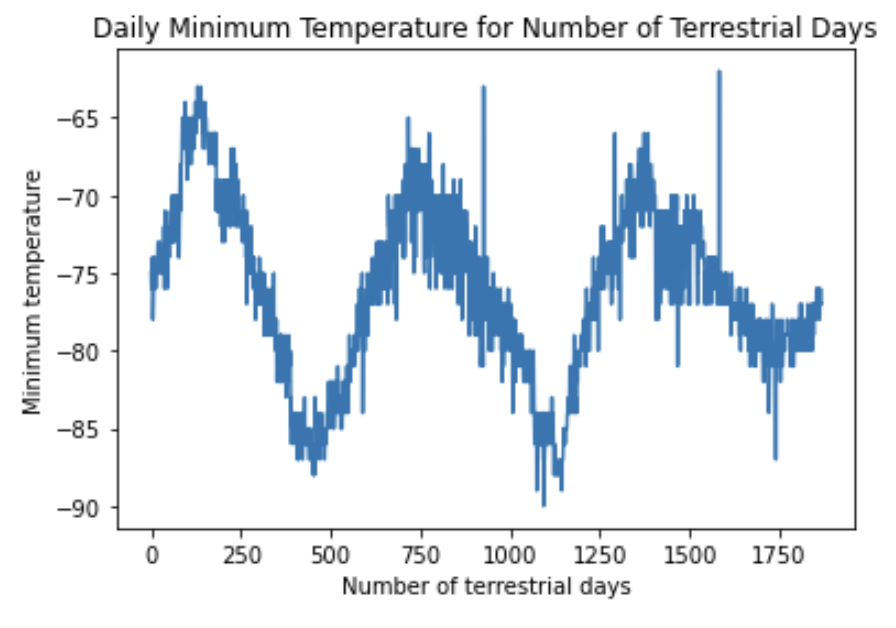 Daily Minimum Temperature for Number of Terrestrial Days
Minimum temperature
−65
−70
−75
−80
−85
−90
0 250 500 750 1000 1250 1500 1750
Number of terrestrial days